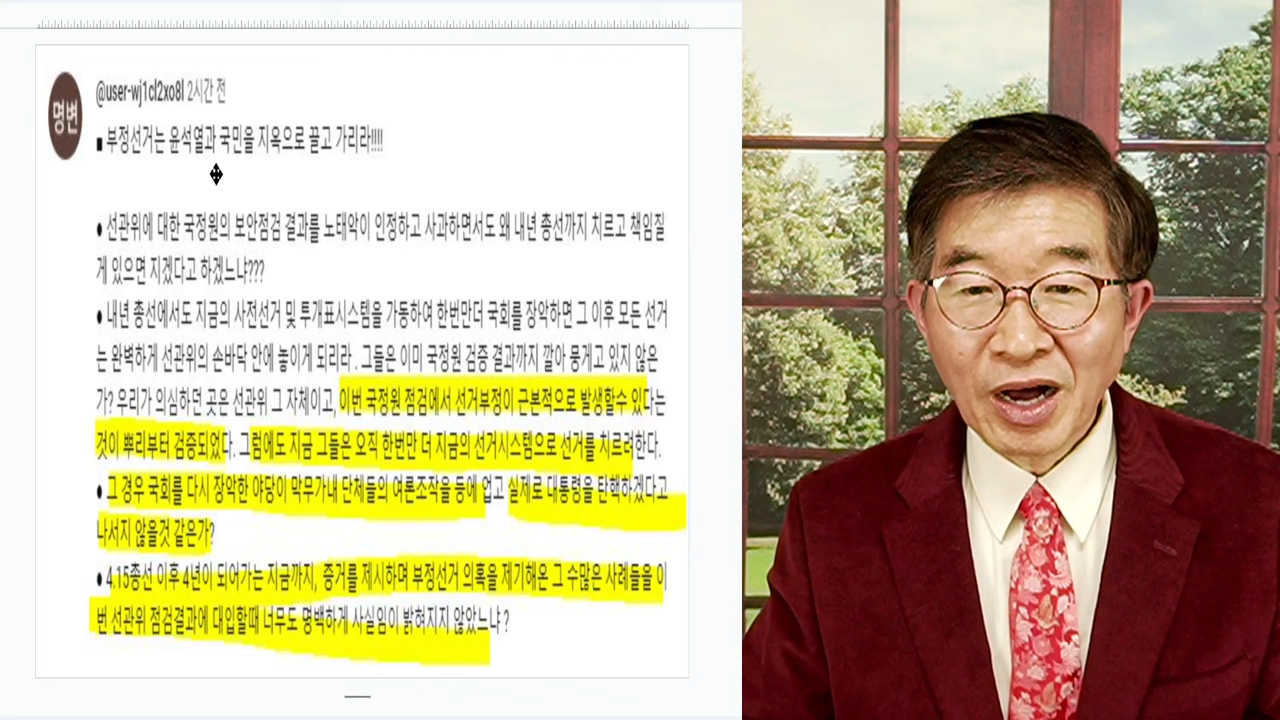 명변
@user-wj1cl2xo8l 2시간 전
■ 부정선거는 윤석열과 국민을 지옥으로 끌고 가리라!!!!
● 선관위에 대한 국정원의 보안점검 결과를 노태악이 인정하고 사과하면서도 왜 내년 총선까지 치르고 책임질
게 있으면 지겠다고 하겠느냐???
● 내년 총선에서도 지금의 사전선거 및 투개표시스템을 가동하여 한번만더 국회를 장악하면 그 이후 모든 선거
는 완벽하게 선관위의 손바닥 안에 놓이게 되리라 . 그들은 이미 국정원 검증 결과까지 깔아 뭉게고 있지 않은
가? 우리가 의심하던 곳은 선관위 그 자체이고, 이번 국정원 점검에서 선거부정이 근본적으로 발생할수 있다는
것이 뿌리부터 검증되었다. 그럼에도 지금 그들은 오직 한번만 더 지금의 선거시스템으로 선거를 치르려한다.
● 그 경우 국회를 다시 장악한 야당이 막무가내 단체들의 여론조작을 등에 업고 실제로 대통령을 탄핵하겠다고
나서지 않을것 같은가?
● 4.15총선 이후 4년이 되어가는 지금까지, 증거를 제시하며 부정선거 의혹을 제기해온 그 수많은 사례들을 이
번 선관위 점검결과에 대입할때 너무도 명백하게 사실임이 밝혀지지 않았느냐 ?